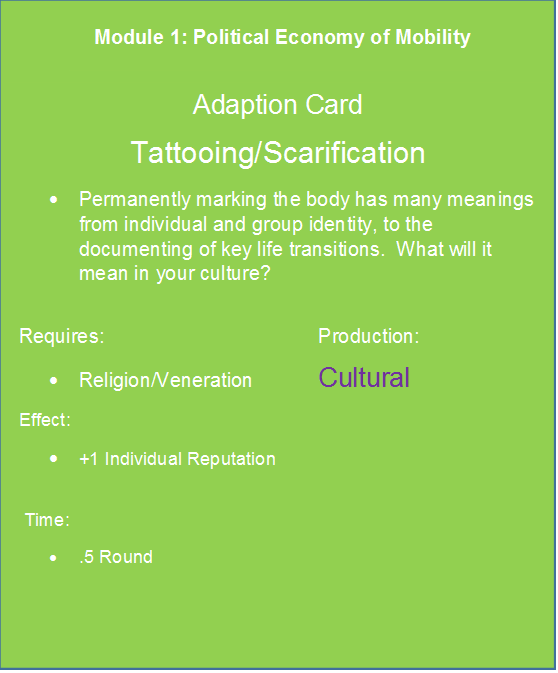 Module 1: Political Economy of Mobility
Adaption Card
Tattooing/Scarification
• Permanently marking the body has many meanings
from individual and group identity, to the
documenting of key life transitions.  What will it
mean in your culture?
Requires:
• Religion/Veneration
Production:
Cultural
Effect:
• +1 Individual Reputation
Time:
• .5 Round